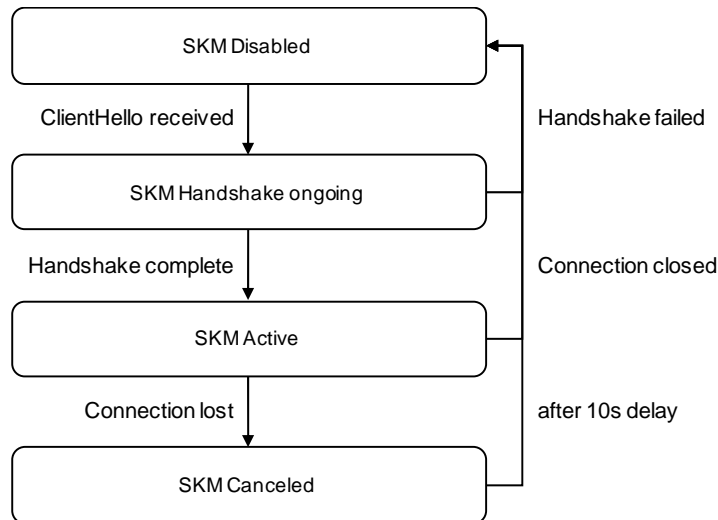 SKM Disabled
ClientHello received
Handshake failed
SKM Handshake ongoing
Handshake complete
Connection closed
SKM Active
Connection lost
after 10s delay
SKM Canceled